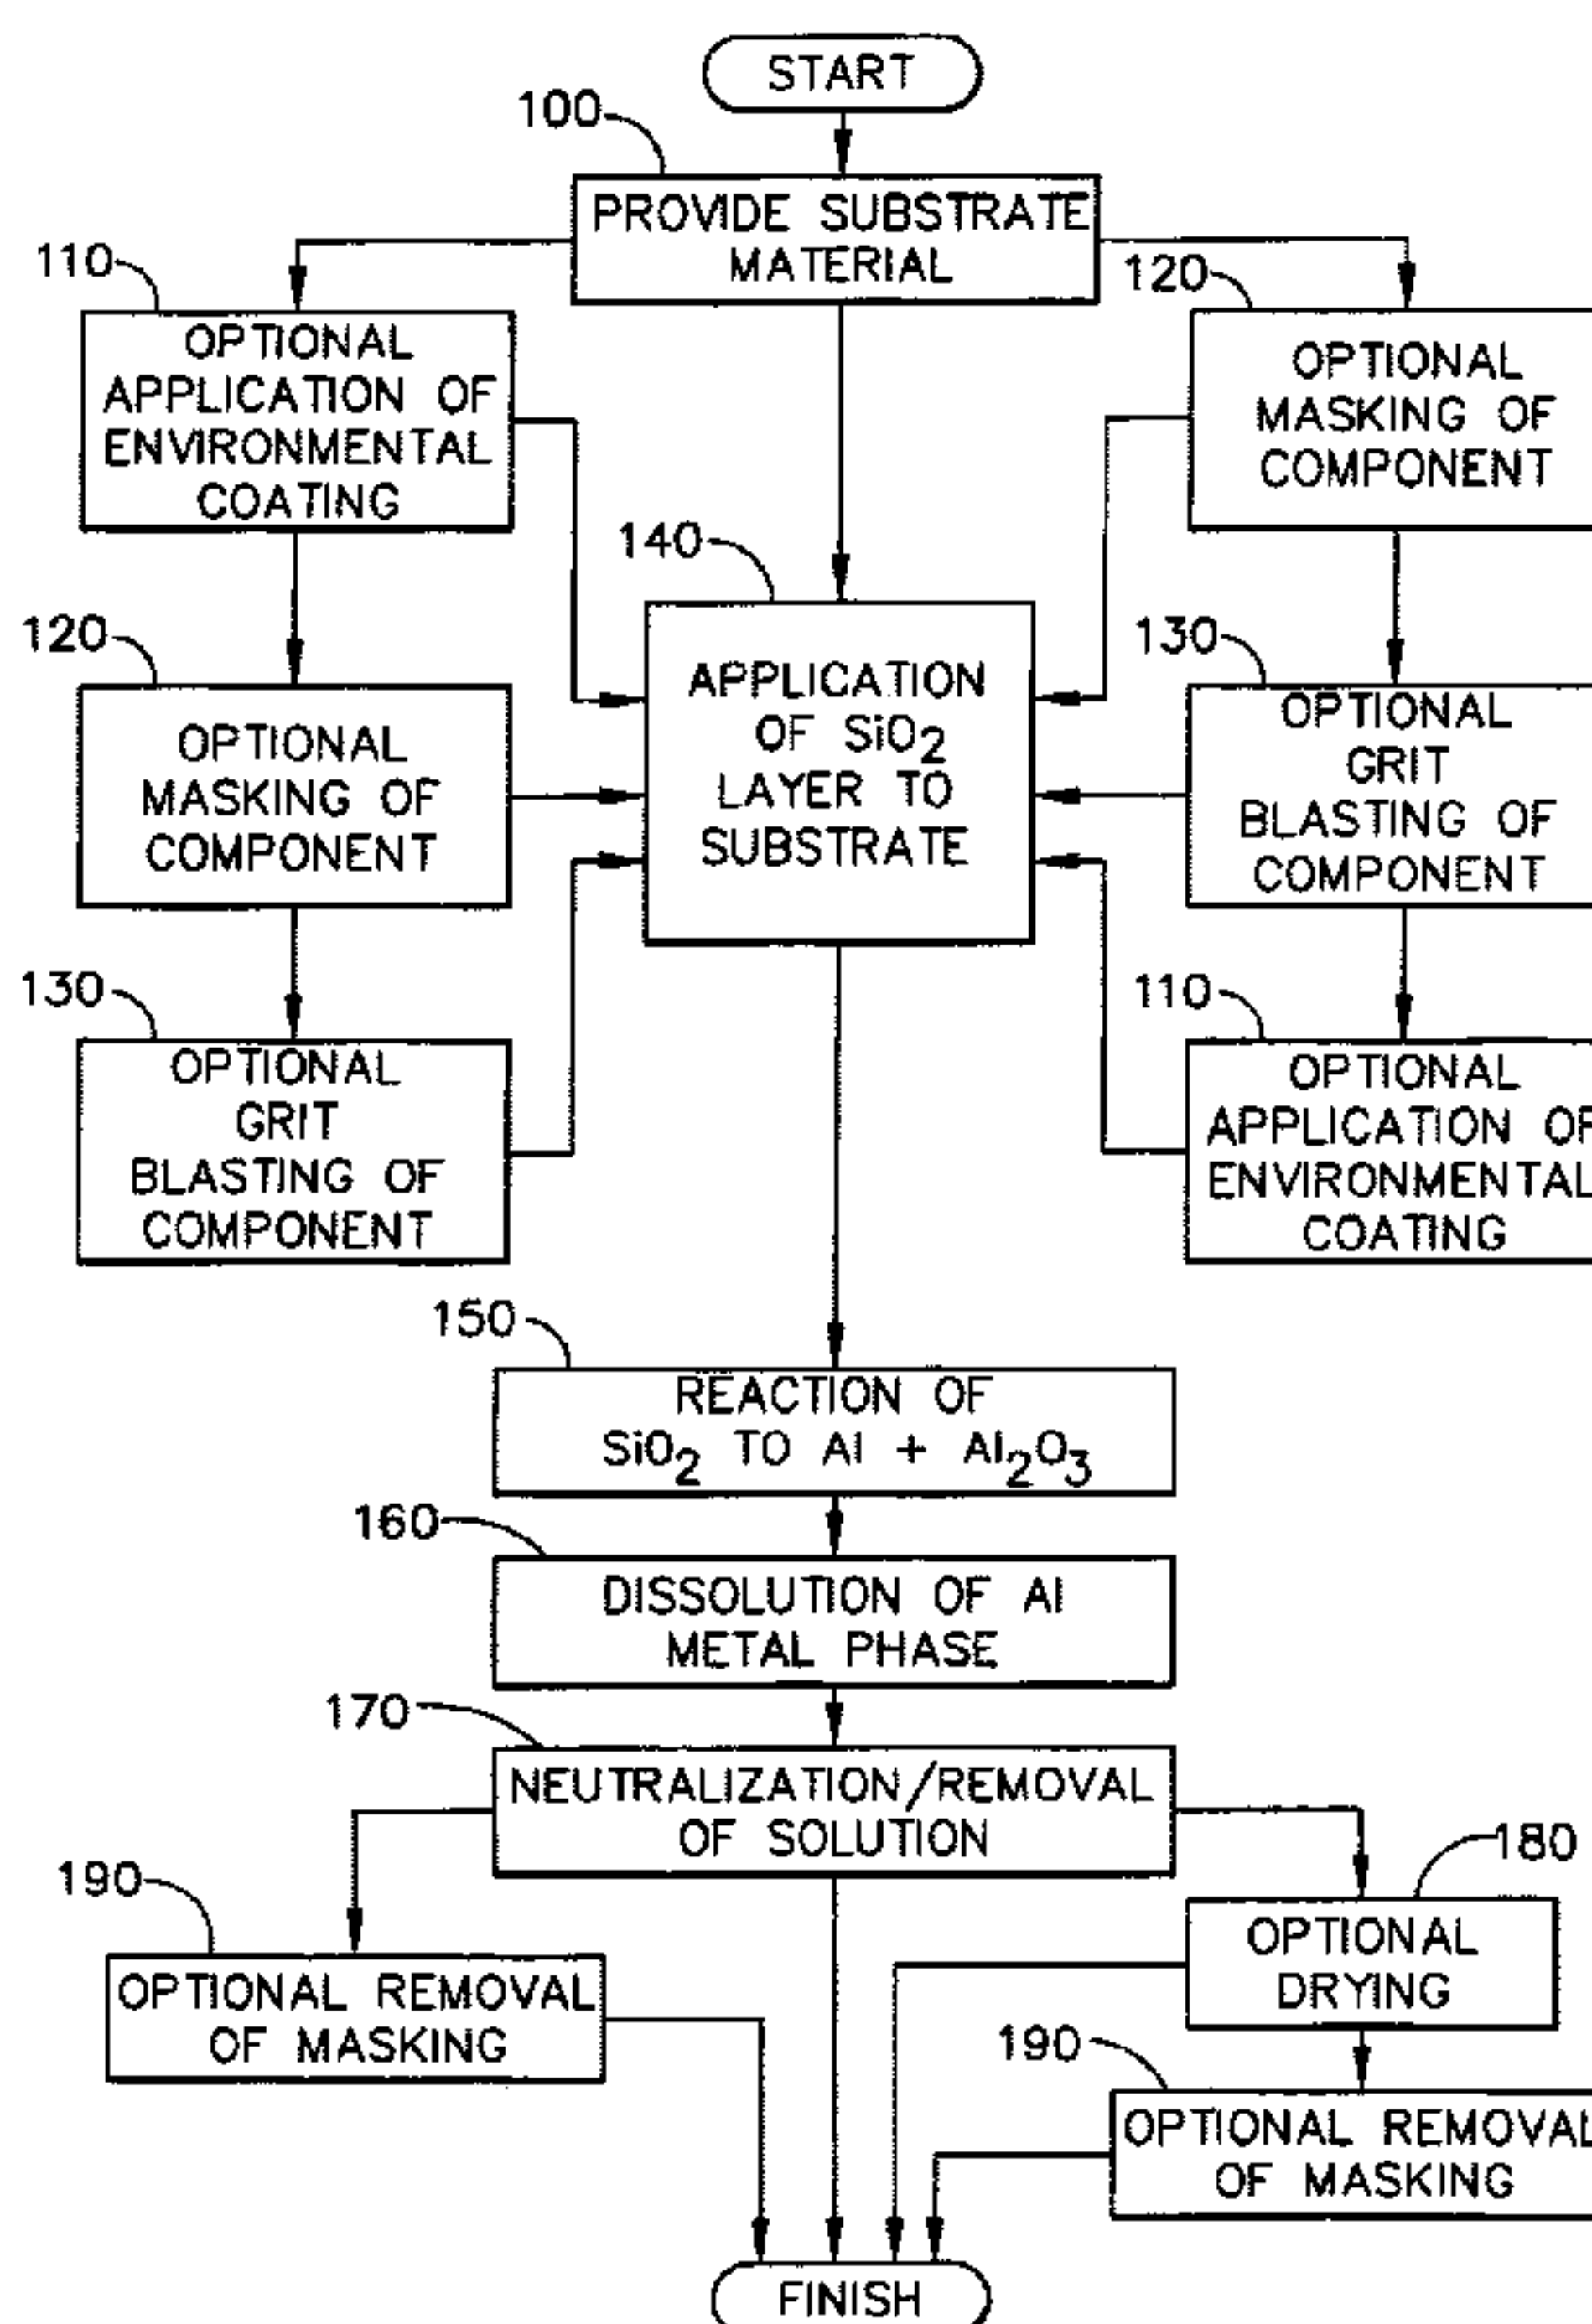 START
100
PROVIDE SUBSTRATE
MATERIAL
110
OPTIONAL
APPLICATION OF
ENVIRONMENTAL
COATING
120
OPTIONAL
MASKING OF
COMPONENT
140
APPLICATION
OF SiO2
LAYER TO
SUBSTRATE
120
OPTIONAL
MASKING OF
COMPONENT
130
OPTIONAL
GRIT
BLASTING OF
COMPONENT
130
OPTIONAL
GRIT
BLASTING OF
COMPONENT
110
OPTIONAL
APPLICATION OF
ENVIRONMENTAL
COATING
150
REACTION OF
SiO2 TO Al + Al2O3
160
DISSOLUTION OF Al
METAL PHASE
170
NEUTRALIZATION/REMOVAL
OF SOLUTION
190
OPTIONAL REMOVAL
OF MASKING
180
OPTIONAL
DRYING
190
OPTIONAL REMOVAL
OF MASKING
FINISH